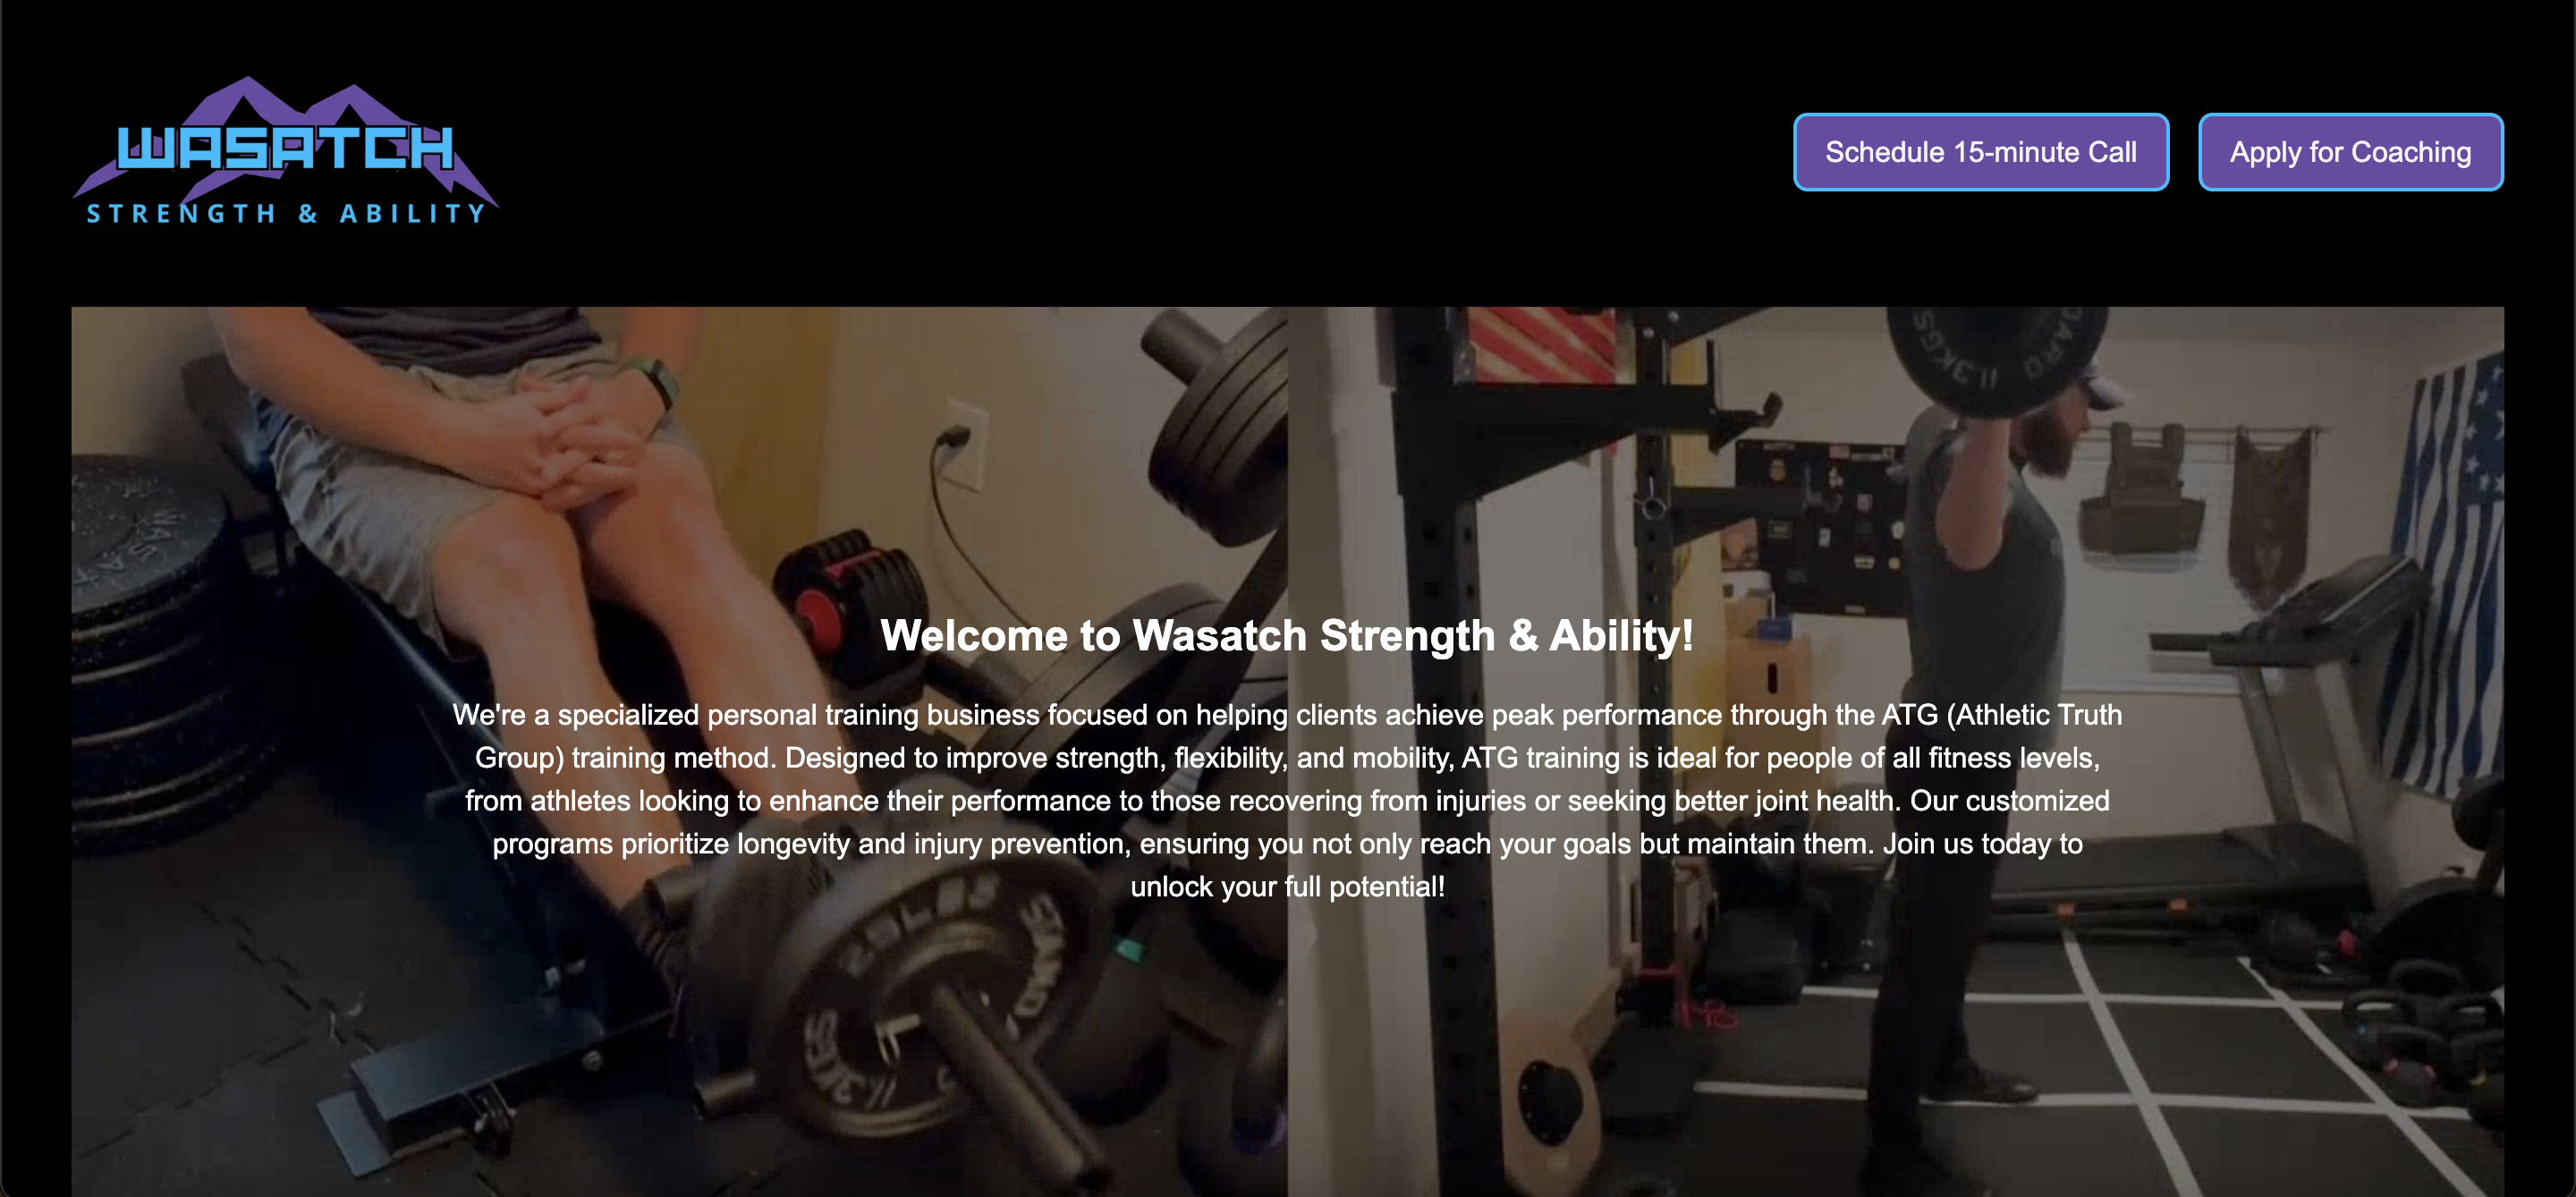 WASATCH
STRENGTH & ABILITY
Schedule 15-minute Call
Apply for Coaching
Welcome to Wasatch Strength & Ability!
We're a specialized personal training business focused on helping clients achieve peak performance through the ATG (Athletic Truth
Group) training method. Designed to improve strength, flexibility, and mobility, ATG training is ideal for people of all fitness levels,
from athletes looking to enhance their performance to those recovering from injuries or seeking better joint health. Our customized
programs prioritize longevity and injury prevention, ensuring you not only reach your goals but maintain them. Join us today to
unlock your full potential!